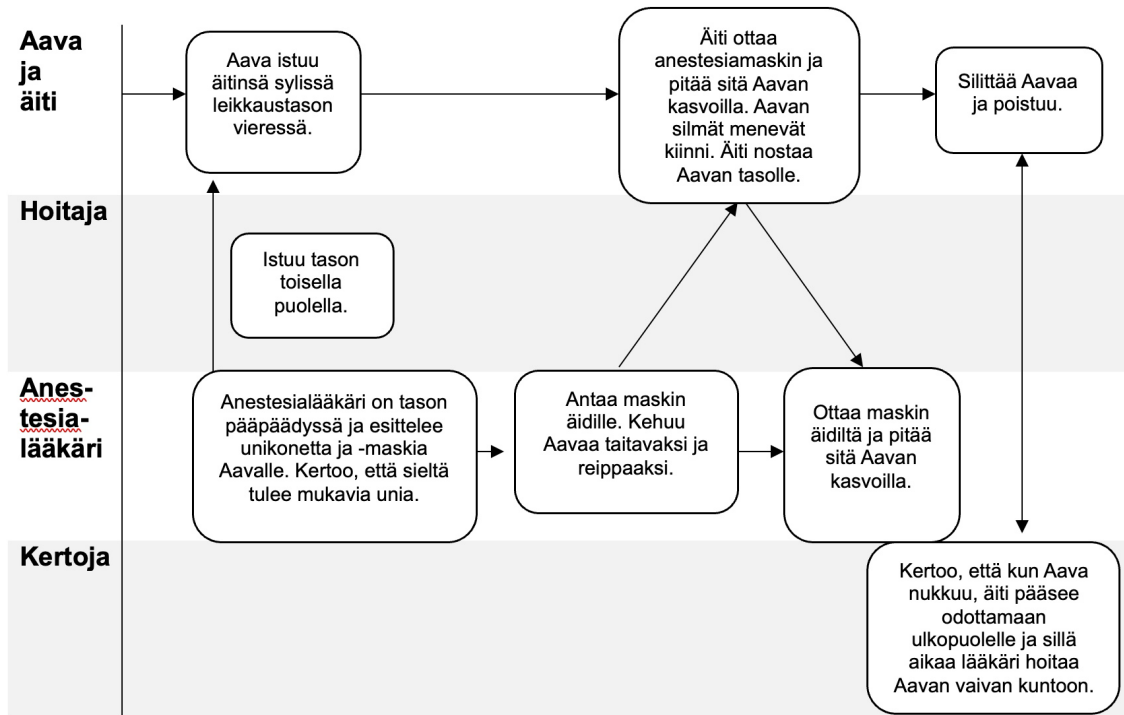 Aava
ja
äiti
Aava istuu
äitinsä sylissä
leikkaustason
vieressä.
Äiti ottaa
anestesiamaskin ja
pitää sitä Aavan
kasvoilla. Aavan
silmät menevät
kiinni. Äiti nostaa
Aavan tasolle.
Silittää Aavaa
ja poistuu.
Hoitaja
Istuu tason
toisella
puolella.
Anes-
tesia-
lääkäri
Anestesialääkäri on tason
pääpäädyssä ja esittelee
unikonetta ja -maskia
Aavalle. Kertoo, että sieltä
tulee mukavia unia.
Antaa maskin
äidille. Kehuu
Aavaa taitavaksi ja
reippaaksi.
Ottaa maskin
äidiltä ja pitää
sitä Aavan
kasvoilla.
Kertoja
Kertoo, että kun Aava
nukkuu, äiti pääsee
odottamaan
ulkopuolelle ja sillä
aikaa lääkäri hoitaa
Aavan vaivan kuntoon.